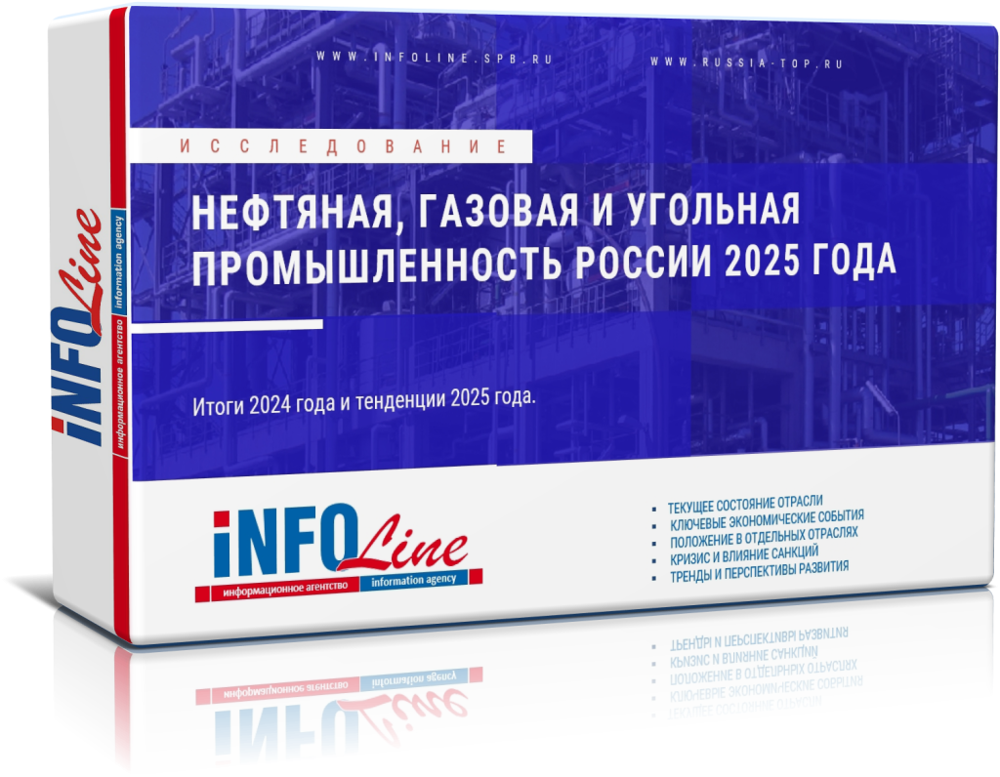 WWW.INFOLINE.SPB.RU
WWW.RUSSIA-TOP.RU
ИССЛЕДОВАНИЕ
НЕФТЯНАЯ, ГАЗОВАЯ И УГОЛЬНАЯ
ПРОМЫШЛЕННОСТЬ РОССИИ 2025 ГОДА
Итоги 2024 года и тенденции 2025 года.
iNFOLine
информационное агентство information agency
ТЕКУЩЕЕ СОСТОЯНИЕ ОТРАСЛИ
КЛЮЧЕВЫЕ ЭКОНОМИЧЕСКИЕ СОБЫТИЯ
ПОЛОЖЕНИЕ В ОТДЕЛЬНЫХ ОТРАСЛЯХ
КРИЗИС И ВЛИЯНИЕ САНКЦИЙ
ТРЕНДЫ И ПЕРСПЕКТИВЫ РАЗВИТИЯ
iNFOLine
информационное агентство information agency